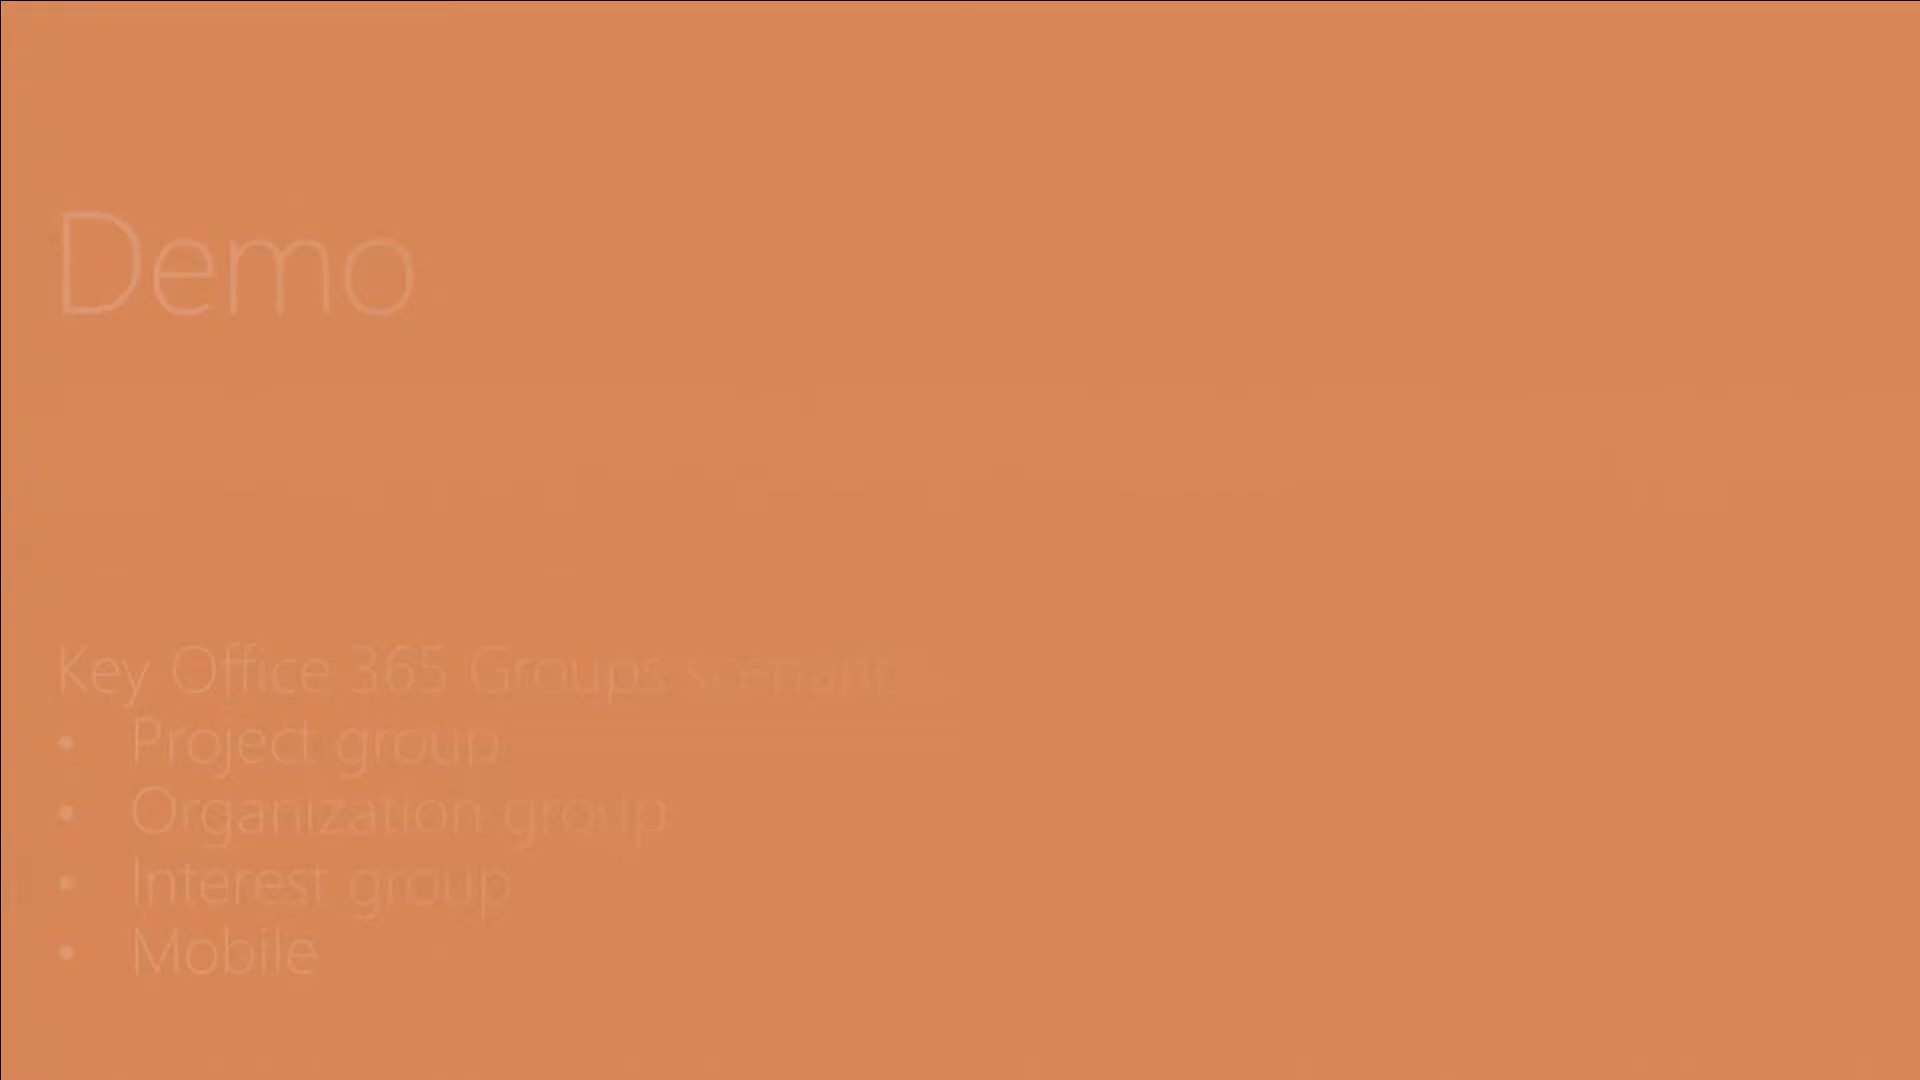 Demo
Key Office 365 Groups scenarios
• Project group
• Organization group
• Interest group
• Mobile